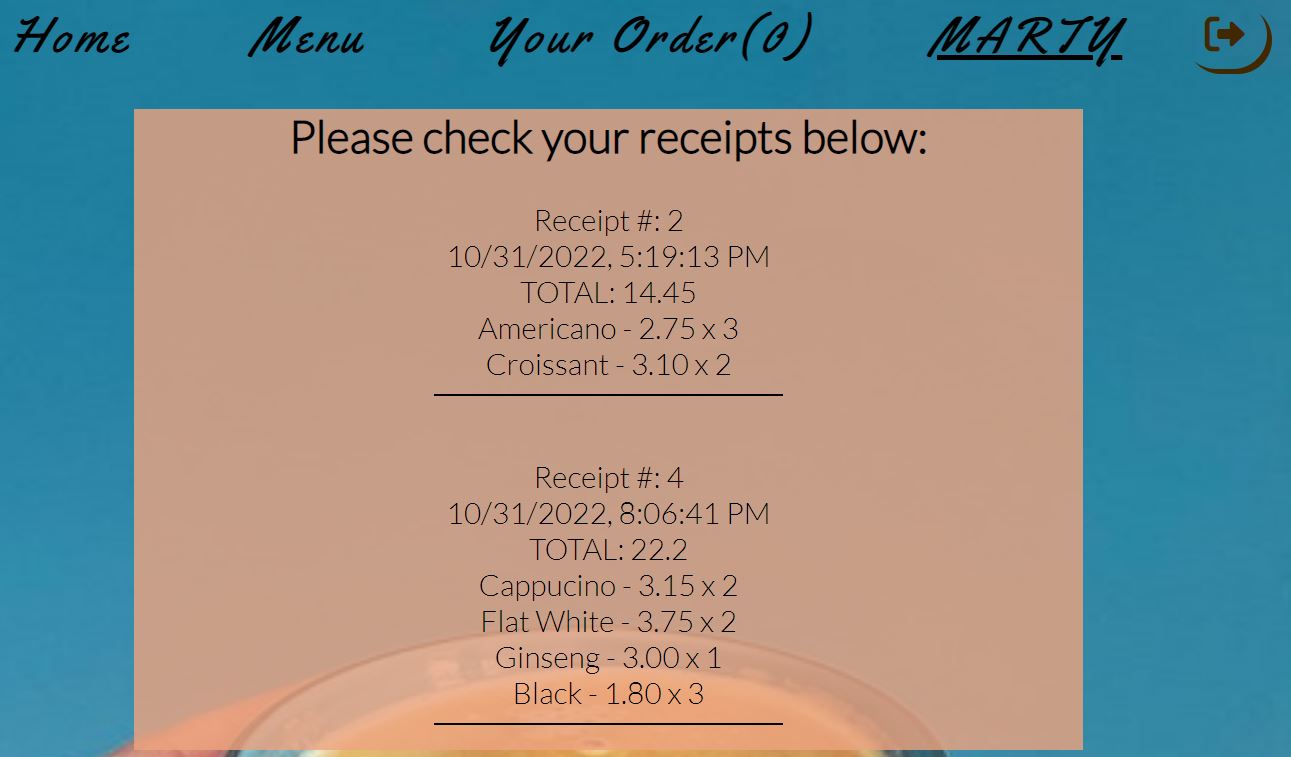 Home Menu Your Order(0) MARTY
Please check your receipts below:
Receipt #: 2
10/31/2022, 5:19:13 PM
TOTAL: 14.45
Americano - 2.75 x 3
Croissant - 3.10 x 2
Receipt #: 4
10/31/2022, 8:06:41 PM
TOTAL: 22.2
Cappucino - 3.15 x 2
Flat White - 3.75 x 2
Ginseng - 3.00 x 1
Black - 1.80 x 3